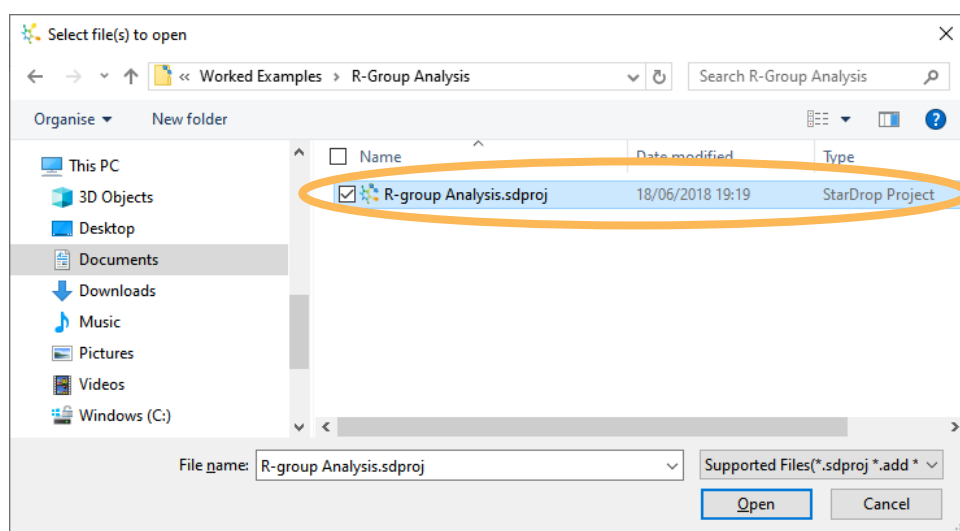 Select file(s) to open
« Worked Examples › R-Group Analysis
Search R-Group Analysis
Organise
New folder
This PC
3D Objects
Desktop
Documents
Downloads
Music
Pictures
Videos
Windows (C:)
Name Date modified Type
R-group Analysis.sdproj 18/06/2018 19:19 StarDrop Project
File name: R-group Analysis.sdproj
Supported Files(*.sdproj *.add *
Open Cancel